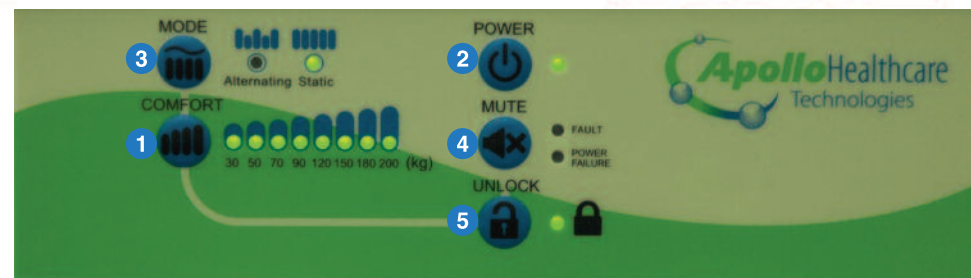 MODE
3
Alternating Static
COMFORT
1
30 50 70 90 120 150 180 200 (kg)
POWER
2
MUTE
4
FAULT
POWER
FAILURE
UNLOCK
5
ApolloHealthcare
Technologies